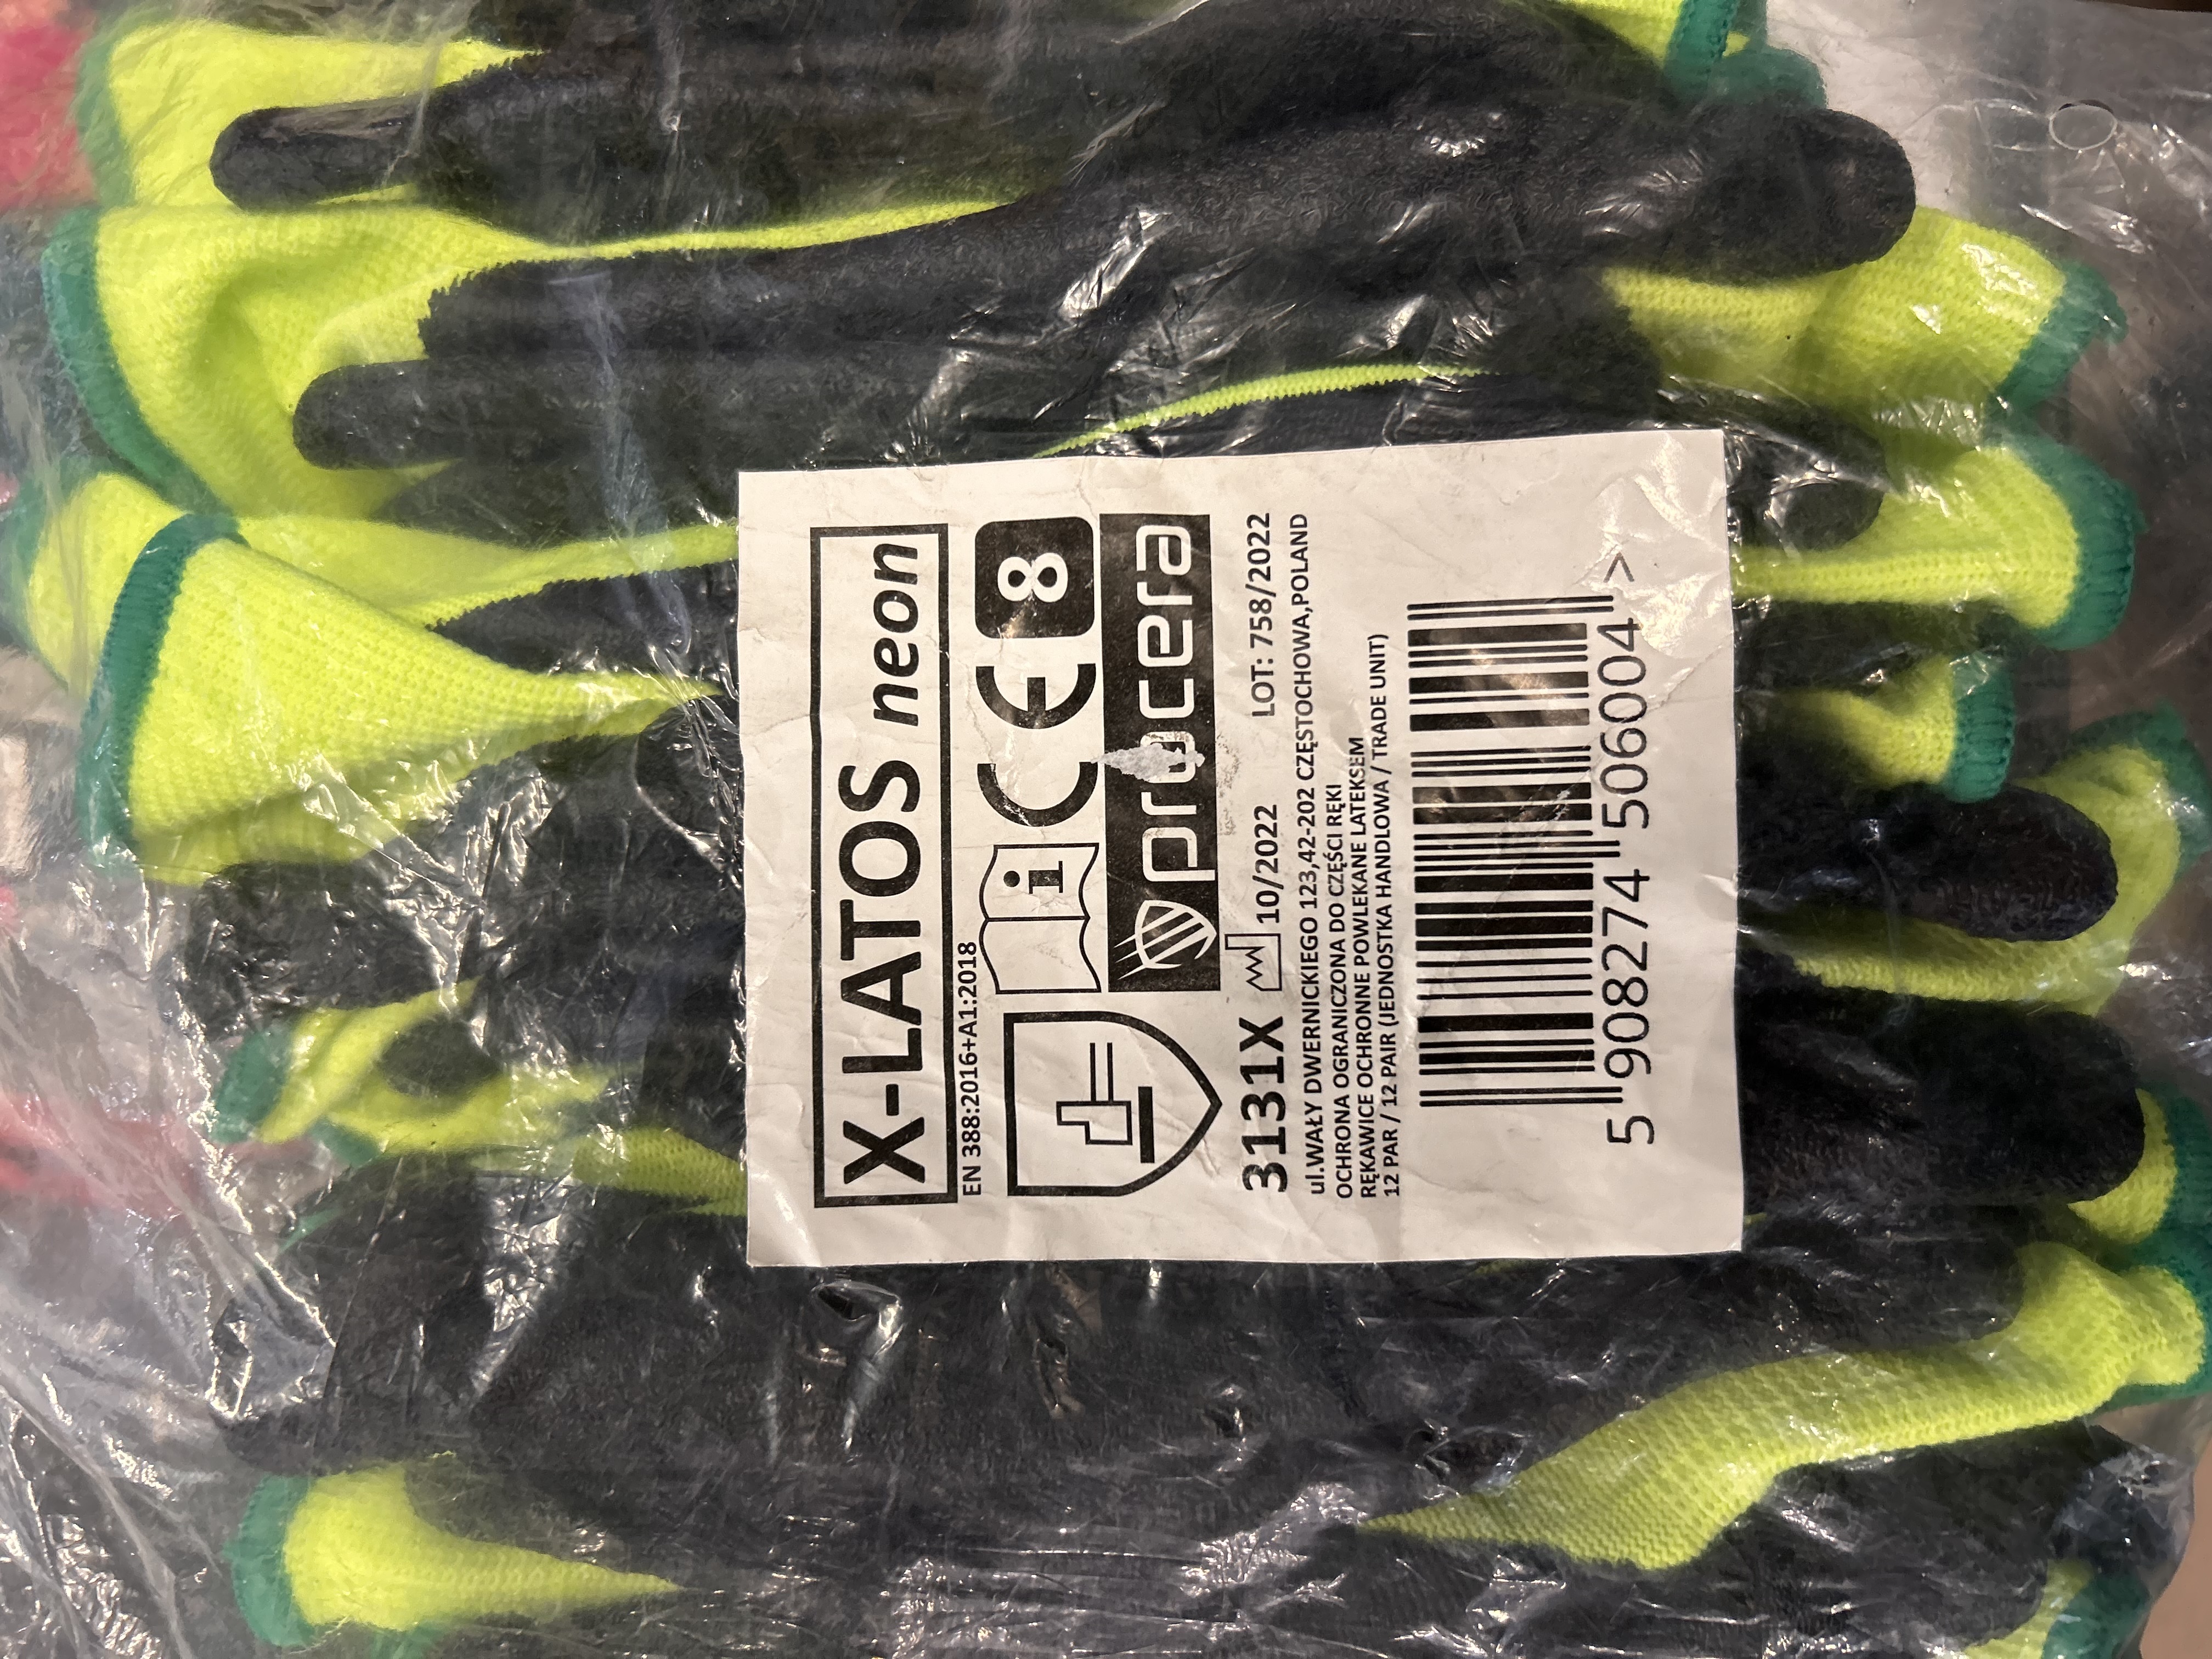 X-LATOS neon
EN 388:2016+A1:2018
i CE 8
procera
3131X 10/2022 LOT: 758/2022
ul.WAŁY DWERNICKIEGO 123,42-202 CZĘSTOCHOWA,POLAND
OCHRONA OGRANICZONA DO CZĘŚCI RĘKI
RĘKAWICE OCHRONNE POWLEKANE LATEKSEM
12 PAR / 12 PAIR (JEDNOSTKA HANDLOWA / TRADE UNIT)
5 908274 506004 >